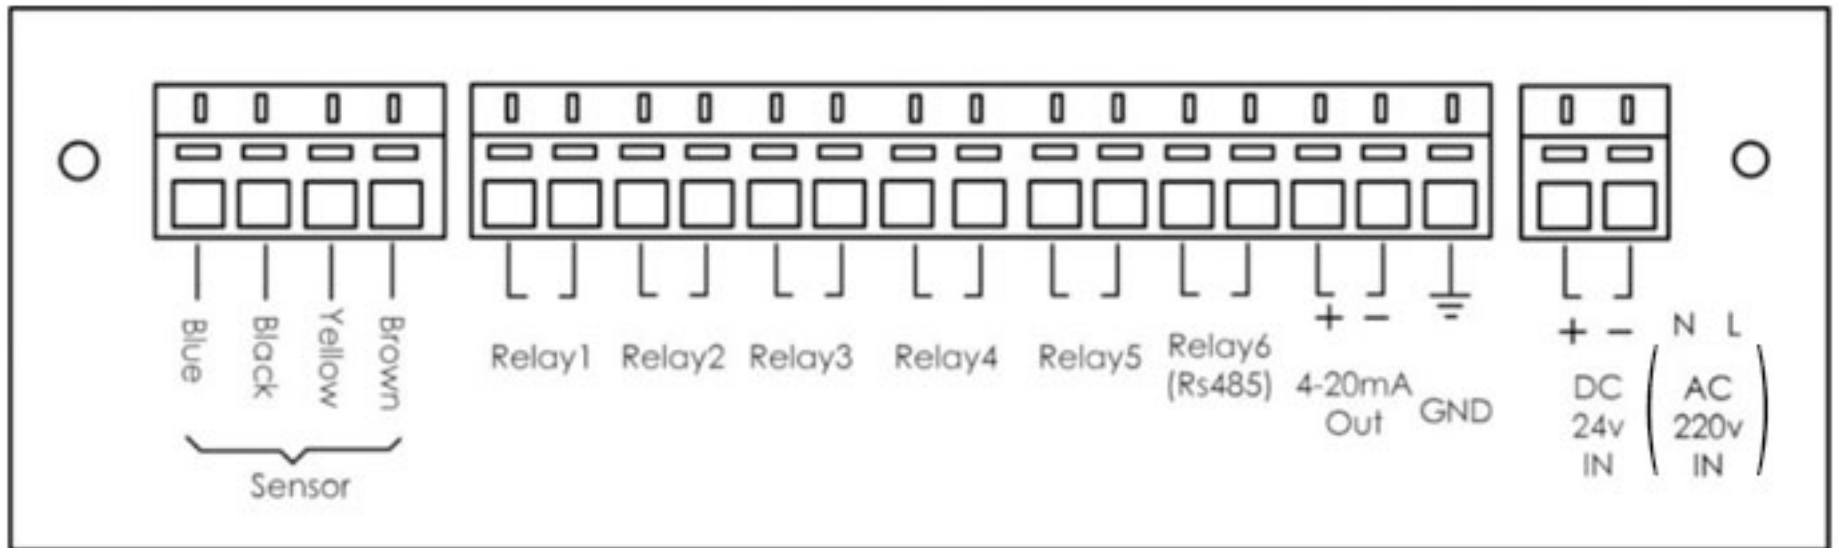 Blue
Black
Yellow
Brown
Sensor
Relay1
Relay2
Relay3
Relay4
Relay5
Relay6
(Rs485)
+ −
4-20mA
Out
GND
+ −
DC
24v
IN
N L
(AC
220v
IN)